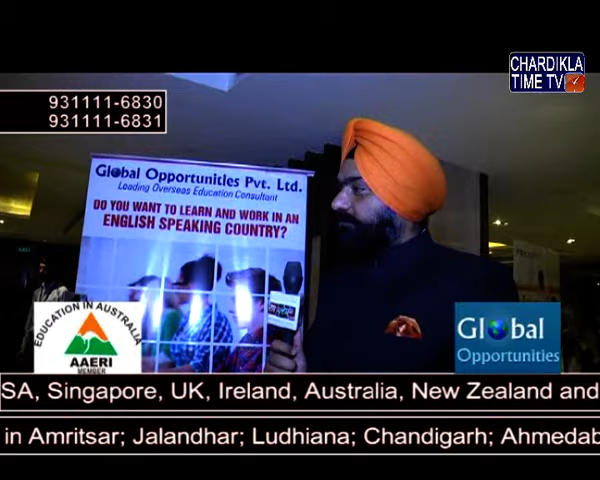 CHARDIKLA
TIME TV
931111-6830
931111-6831
Global Opportunities Pvt. Ltd.
Leading Overseas Education Consultant
DO YOU WANT TO LEARN AND WORK IN AN
ENGLISH SPEAKING COUNTRY?
EDUCATION IN AUSTRALIA
AAERI
MEMBER
Global
Opportunities
SA, Singapore, UK, Ireland, Australia, New Zealand and
in Amritsar; Jalandhar; Ludhiana; Chandigarh; Ahmedab